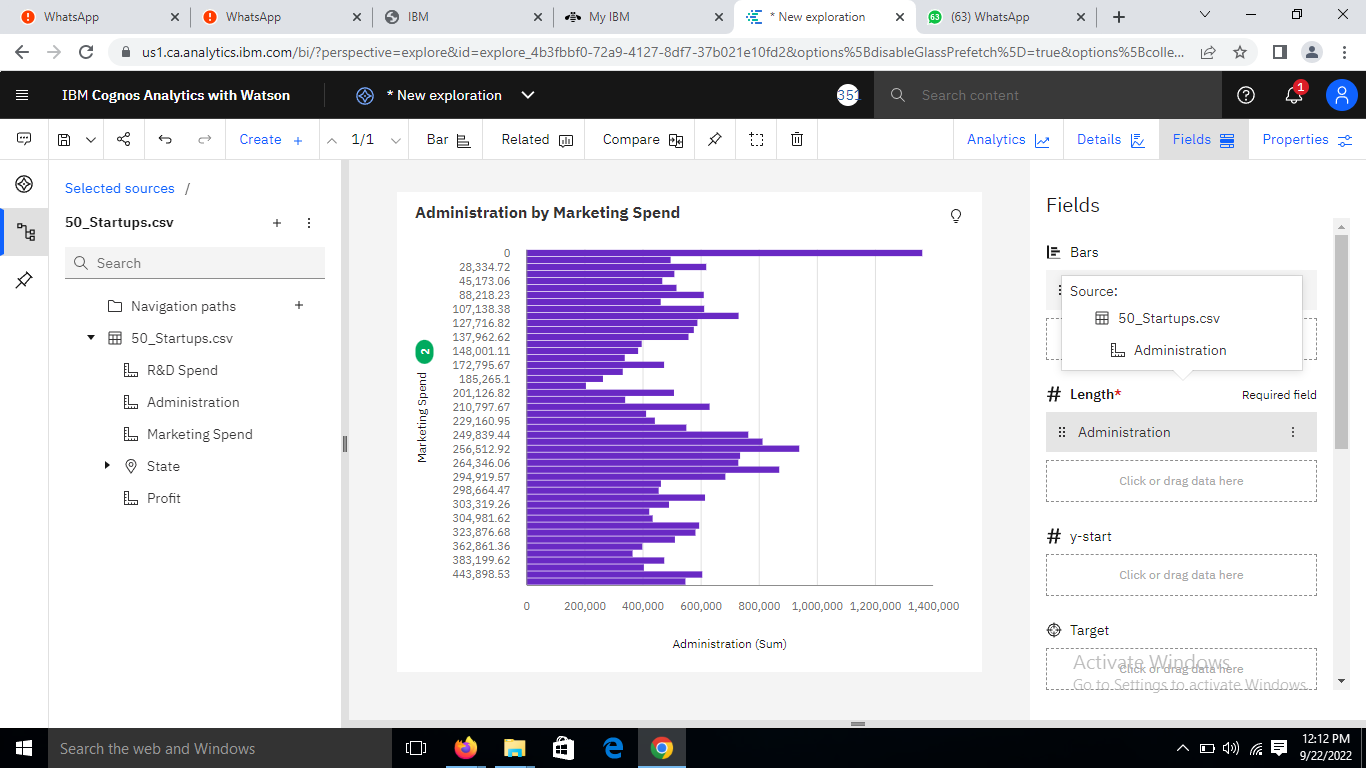 WhatsApp
WhatsApp
IBM
My IBM
* New exploration
(63) WhatsApp
us1.ca.analytics.ibm.com/bi/?perspective=explore&id=explore_4b3fbbf0-72a9-4127-8df7-37b021e10fd2&options%5BdisableGlassPrefetch%5D=true&options%5Bcolle...
IBM Cognos Analytics with Watson
* New exploration
351
Search content
1
Create
1/1
Bar
Related
Compare
Analytics
Details
Fields
Properties
Selected sources /
50_Startups.csv
Search
Navigation paths
50_Startups.csv
R&D Spend
Administration
Marketing Spend
State
Profit
Administration by Marketing Spend
Marketing Spend
2
0
28,334.72
45,173.06
88,218.23
107,138.38
127,716.82
137,962.62
148,001.11
172,795.67
185,265.1
201,126.82
210,797.67
229,160.95
249,839.44
256,512.92
264,346.06
294,919.57
298,664.47
303,319.26
304,981.62
323,876.68
362,861.36
383,199.62
443,898.53
0 200,000 400,000 600,000 800,000 1,000,000 1,200,000 1,400,000
Administration (Sum)
Fields
Bars
Source:
50_Startups.csv
Administration
Length* Required field
Administration
Click or drag data here
y-start
Click or drag data here
Target
Click or drag data here
Activate Windows
Go to Settings to activate Windows.
Search the web and Windows
12:12 PM
9/22/2022